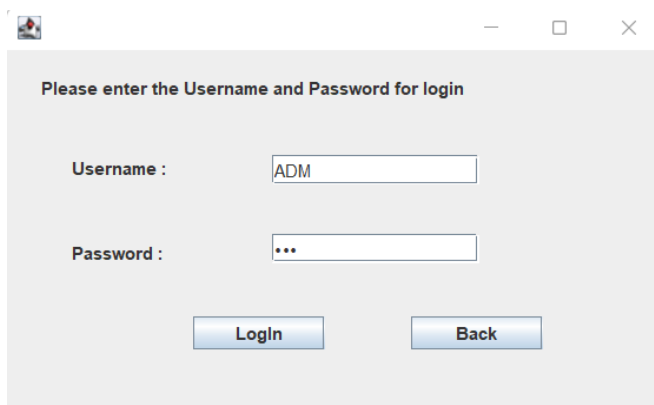 Please enter the Username and Password for login
Username : ADM
Password : •••
LogIn Back